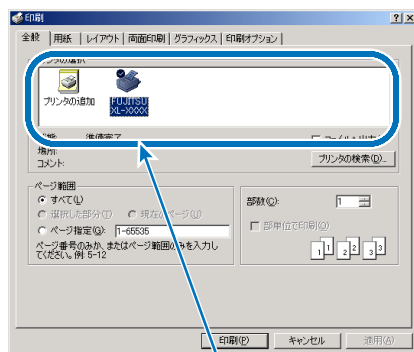 印刷
全般 用紙 レイアウト 両面印刷 グラフィックス 印刷オプション
プリンタの選択
プリンタの追加
FUJITSU
XL-XXXX
準備完了
場所:
コメント:
プリンタの検索(D)...
ページ範囲
すべて(L)
選択した部分(T) 現在のページ(U)
ページ指定(G): 1-65535
ページ番号のみか、またはページ範囲のみを入力し
てください。例: 5-12
部数(C): 1
部単位で印刷(O)
1 1 2 2 3 3
印刷(P) キャンセル 適用(A)